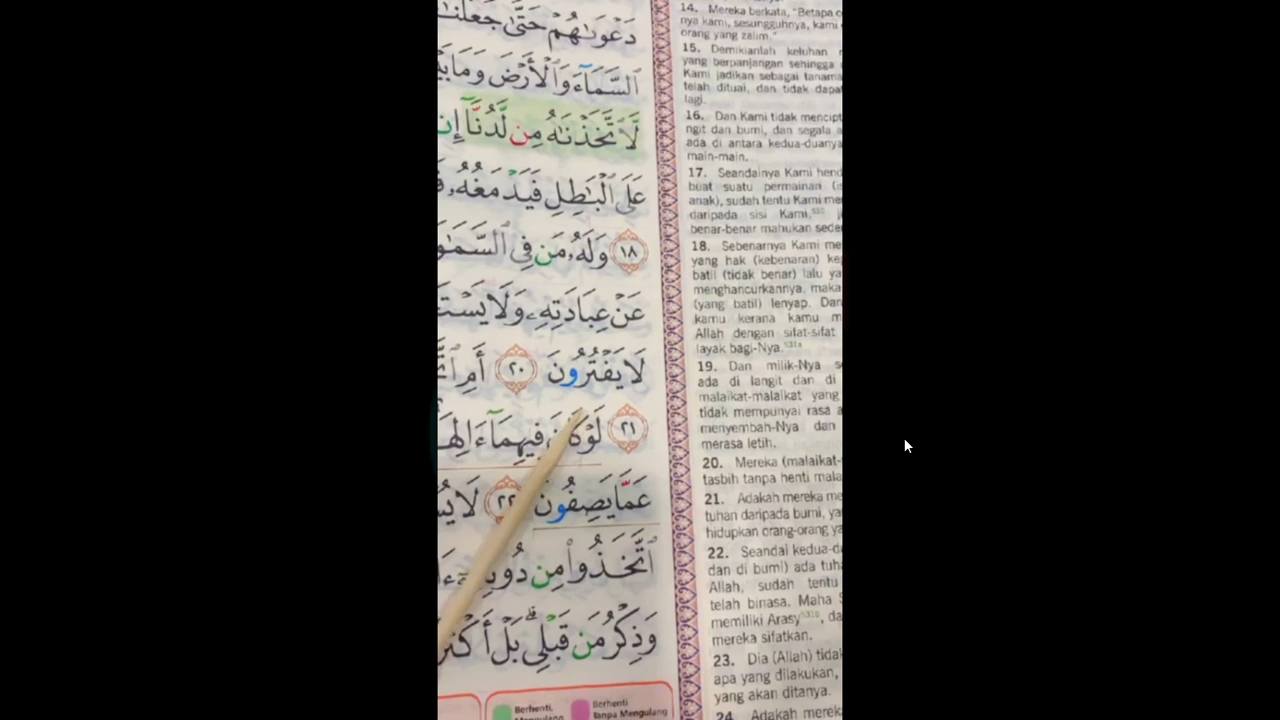 دَعْوَىٰهُمْ حَتَّىٰ جَعَلْنَٰ
ٱلسَّمَآءَ وَٱلْأَرْضَ وَمَا بَيْ
لَّٱتَّخَذْنَٰهُ مِن لَّدُنَّآ إِن
عَلَى ٱلْبَٰطِلِ فَيَدْمَغُهُۥ فَ
١٨ وَلَهُۥ مَن فِى ٱلسَّمَٰوَ
عَنْ عِبَادَتِهِۦ وَلَا يَسْتَ
لَا يَفْتُرُونَ ٢٠ أَمِ ٱتَّ
٢١ لَوْ كَانَ فِيهِمَآ ءَالِهَ
عَمَّا يَصِفُونَ ٢٢ لَا يُسْ
ٱتَّخَذُوا۟ مِن
وَذِكْرُ مَن قَبْلِى ۗ بَلْ أَكْثَرُ
14. Mereka berkata, "Betapa c
nya kami, sesungguhnya, kami
orang yang zalim."
15. Demikianlah keluhan
yang berpanjangan sehingga
Kami jadikan sebagai tanama
telah dituai, dan tidak dapa
lagi.
16. Dan Kami tidak mencipt
ngit dan bumi, dan segala a
ada di antara kedua-duanya
main-main.
17. Seandainya Kami hend
buat suatu permainan (i
anak), sudah tentu Kami me
daripada sisi Kami,
benar-benar mahukan sede
18. Sebenarnya Kami me
yang hak (kebenaran) ke
batil (tidak benar) lalu ya
menghancurkannya, maka
(yang batil) lenyap. Dan
kamu kerana kamu m
Allah dengan sifat-sifat
layak bagi-Nya.
19. Dan milik-Nya s
ada di langit dan di
malaikat-malaikat yang
tidak mempunyai rasa a
menyembah-Nya dan
merasa letih.
20. Mereka (malaikat-
tasbih tanpa henti mala
21. Adakah mereka me
tuhan daripada bumi, ya
hidupkan orang-orang ya
22. Seandai kedua-d
dan di bumi) ada tuh
Allah, sudah tentu
telah binasa. Maha S
memiliki Arasy, da
mereka sifatkan.
23. Dia (Allah) tida
apa yang dilakukan,
yang akan ditanya.
24. Adakah merek
Berhenti, Mengulang
Berhenti Tanpa Mengulang